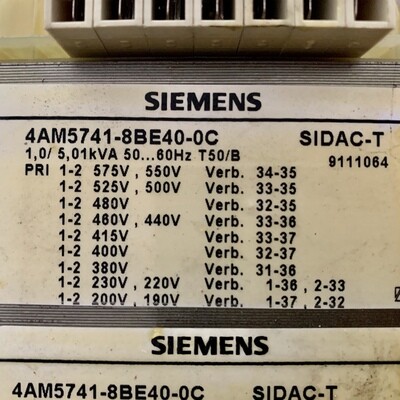 SIEMENS
4AM5741-8BE40-0C SIDAC-T
1,0/ 5,01kVA 50...60Hz T50/B 9111064
PRI 1-2 575V , 550V Verb. 34-35
1-2 525V , 500V Verb. 33-35
1-2 480V Verb. 32-35
1-2 460V , 440V Verb. 33-36
1-2 415V Verb. 33-37
1-2 400V Verb. 32-37
1-2 380V Verb. 31-36
1-2 230V , 220V Verb. 1-36 , 2-33
1-2 200V , 190V Verb. 1-37 , 2-32
SIEMENS
4AM5741-8BE40-0C SIDAC-T